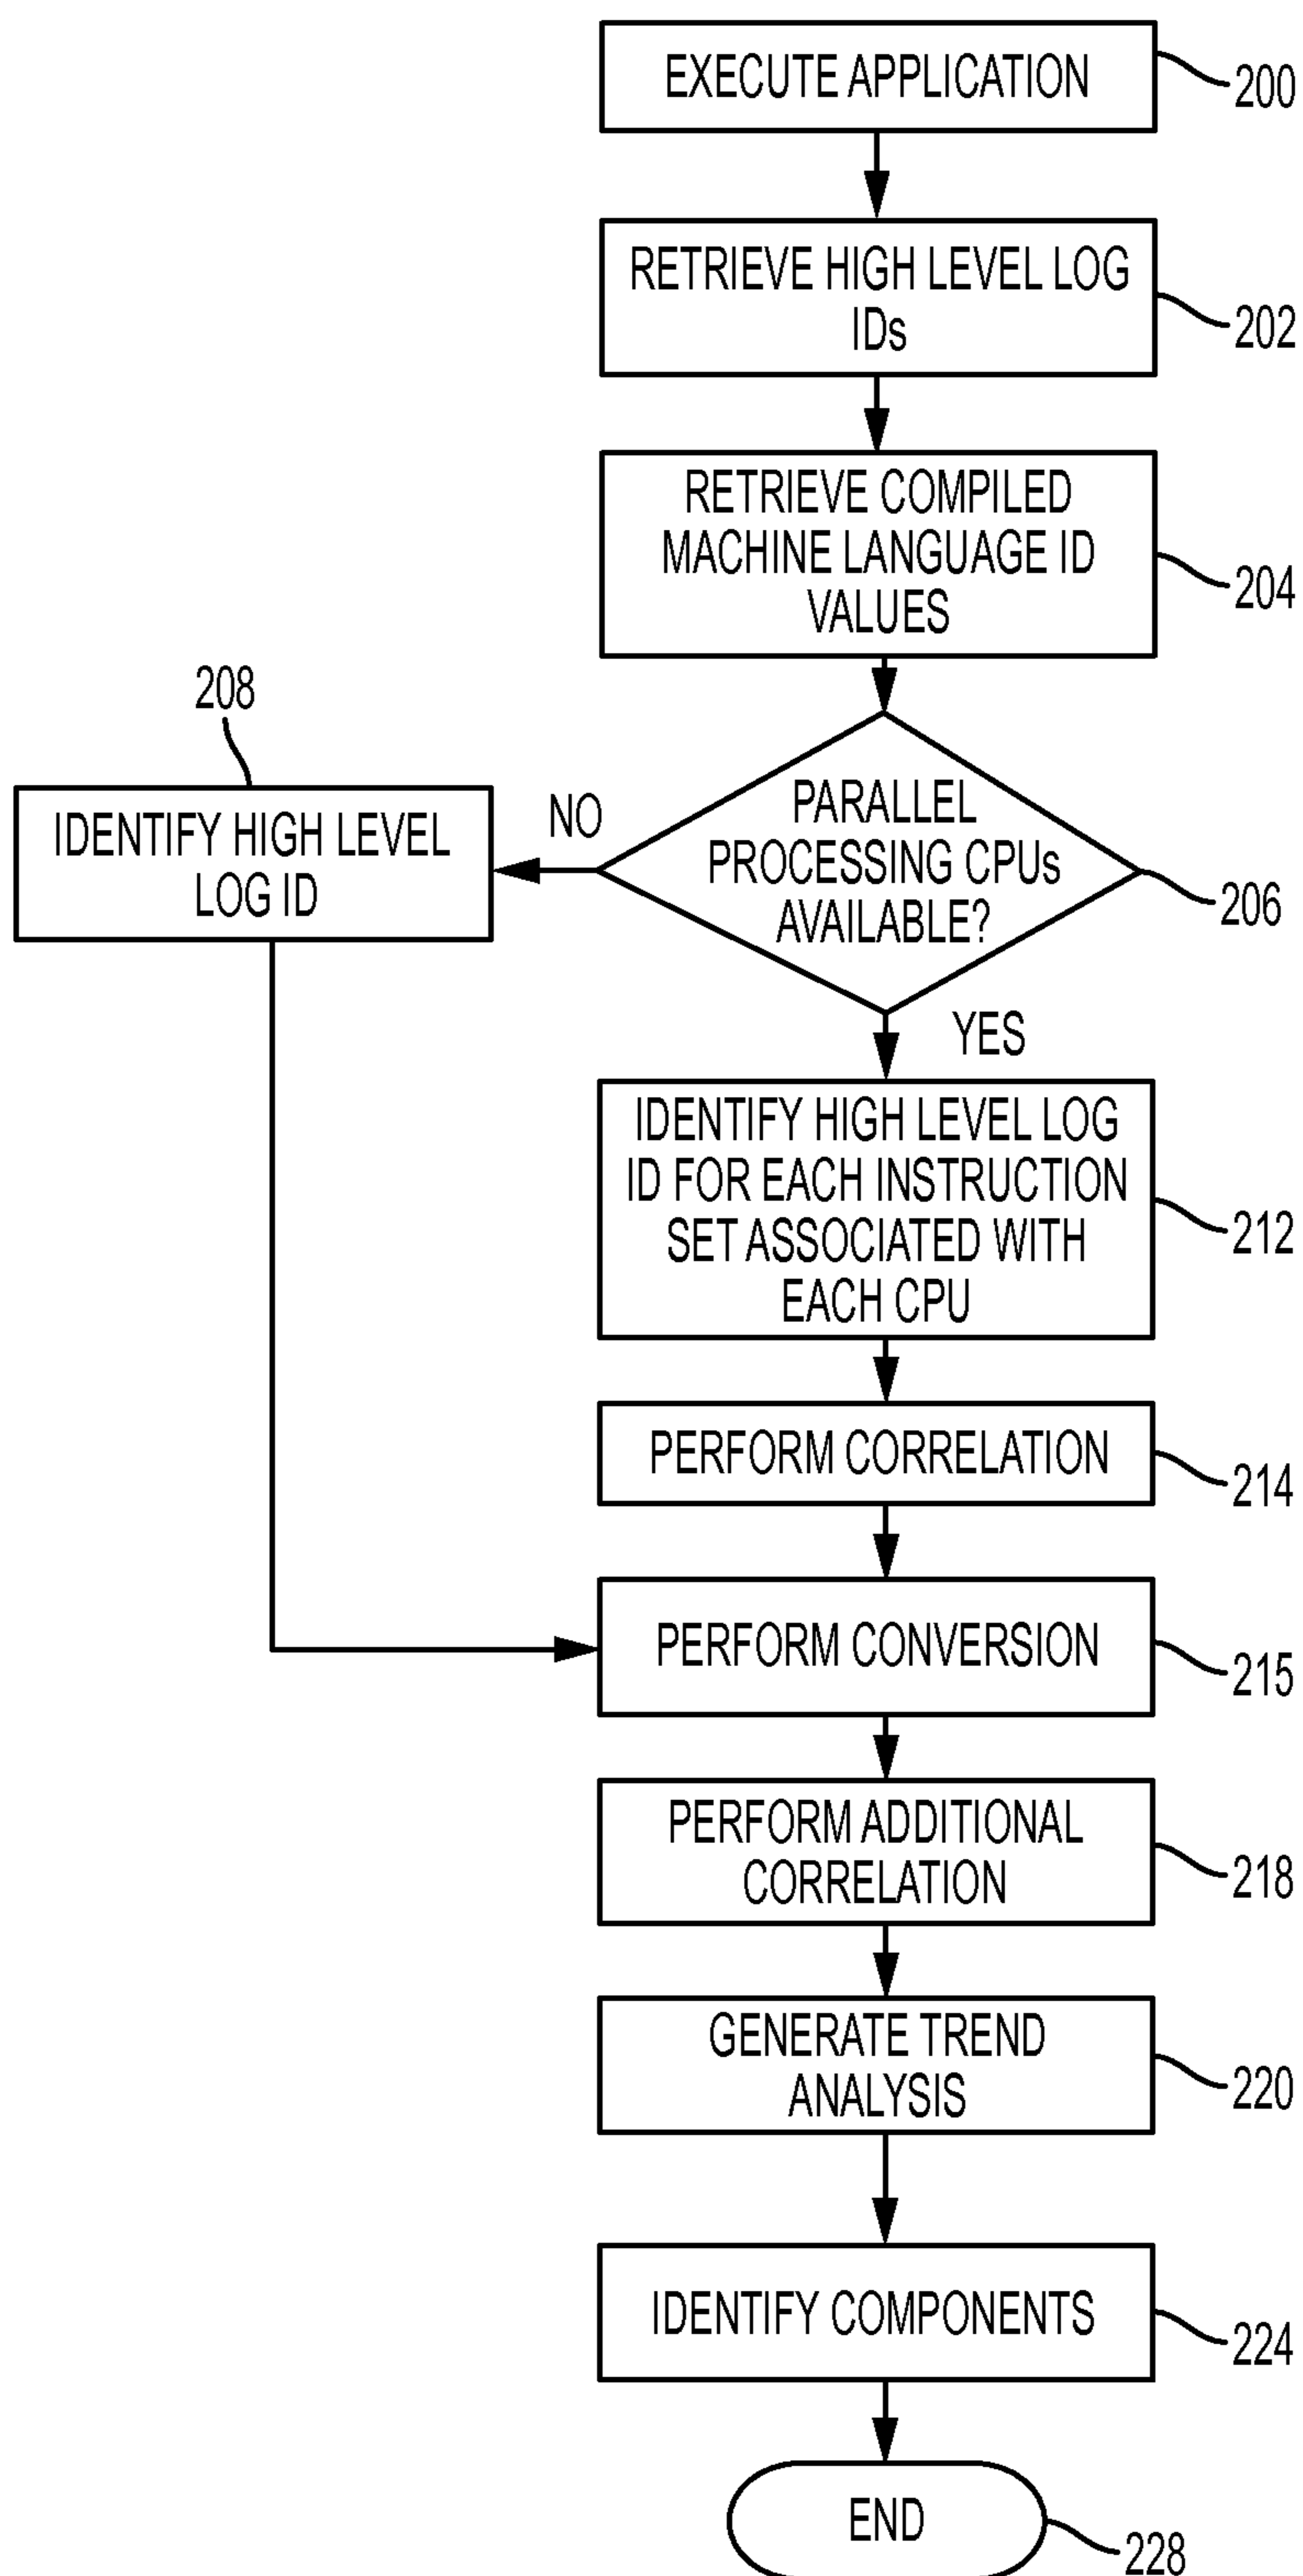 EXECUTE APPLICATION
200
RETRIEVE HIGH LEVEL LOG
IDs
202
RETRIEVE COMPILED
MACHINE LANGUAGE ID
VALUES
204
208
IDENTIFY HIGH LEVEL
LOG ID
NO
PARALLEL
PROCESSING CPUs
AVAILABLE?
206
YES
IDENTIFY HIGH LEVEL LOG
ID FOR EACH INSTRUCTION
SET ASSOCIATED WITH
EACH CPU
212
PERFORM CORRELATION
214
PERFORM CONVERSION
215
PERFORM ADDITIONAL
CORRELATION
218
GENERATE TREND
ANALYSIS
220
IDENTIFY COMPONENTS
224
END
228